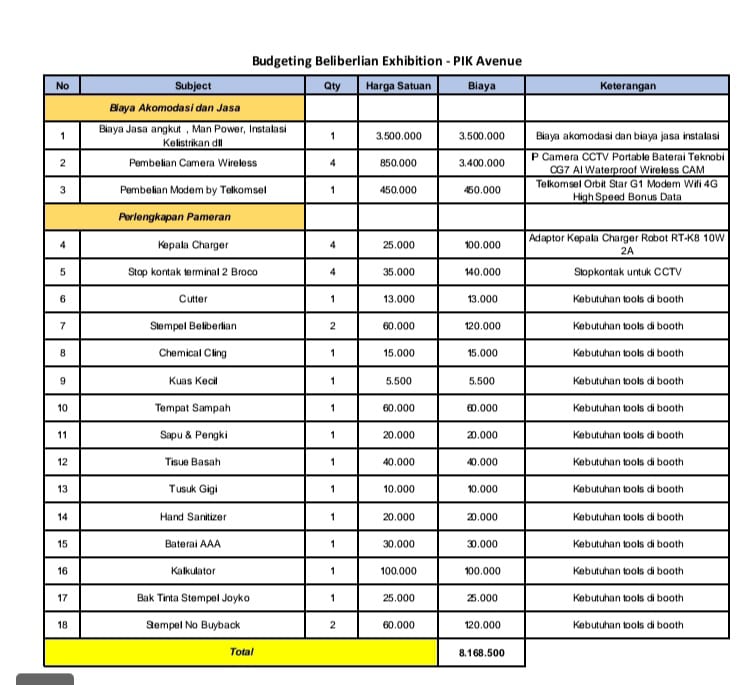 Budgeting Beliberlian Exhibition - PIK Avenue
No Subject Qty Harga Satuan Biaya Keterangan
Biaya Akomodasi dan Jasa
1 Biaya Jasa angkut , Man Power, Instalasi Kelistrikan dll 1 3.500.000 3.500.000 Biaya akomodasi dan biaya jasa instalasi
2 Pembelian Camera Wireless 4 850.000 3.400.000 P Camera CCTV Portable Baterai Teknobi CG7 AI Waterproof Wireless CAM
3 Pembelian Modem by Telkomsel 1 450.000 450.000 Telkomsel Orbit Star G1 Modem Wifi 4G High Speed Bonus Data
Perlengkapan Pameran
4 Kepala Charger 4 25.000 100.000 Adaptor Kepala Charger Robot RT-K8 10W 2A
5 Stop kontak terminal 2 Broco 4 35.000 140.000 Stopkontak untuk CCTV
6 Cutter 1 13.000 13.000 Kebutuhan tools di booth
7 Stempel Beliberlian 2 60.000 120.000 Kebutuhan tools di booth
8 Chemical Cling 1 15.000 15.000 Kebutuhan tools di booth
9 Kuas Kecil 1 5.500 5.500 Kebutuhan tools di booth
10 Tempat Sampah 1 60.000 60.000 Kebutuhan tools di booth
11 Sapu & Pengki 1 20.000 20.000 Kebutuhan tools di booth
12 Tisue Basah 1 40.000 40.000 Kebutuhan tools di booth
13 Tusuk Gigi 1 10.000 10.000 Kebutuhan tools di booth
14 Hand Sanitizer 1 20.000 20.000 Kebutuhan tools di booth
15 Baterai AAA 1 30.000 30.000 Kebutuhan tools di booth
16 Kalkulator 1 100.000 100.000 Kebutuhan tools di booth
17 Bak Tinta Stempel Joyko 1 25.000 25.000 Kebutuhan tools di booth
18 Stempel No Buyback 2 60.000 120.000 Kebutuhan tools di booth
Total 8.168.500